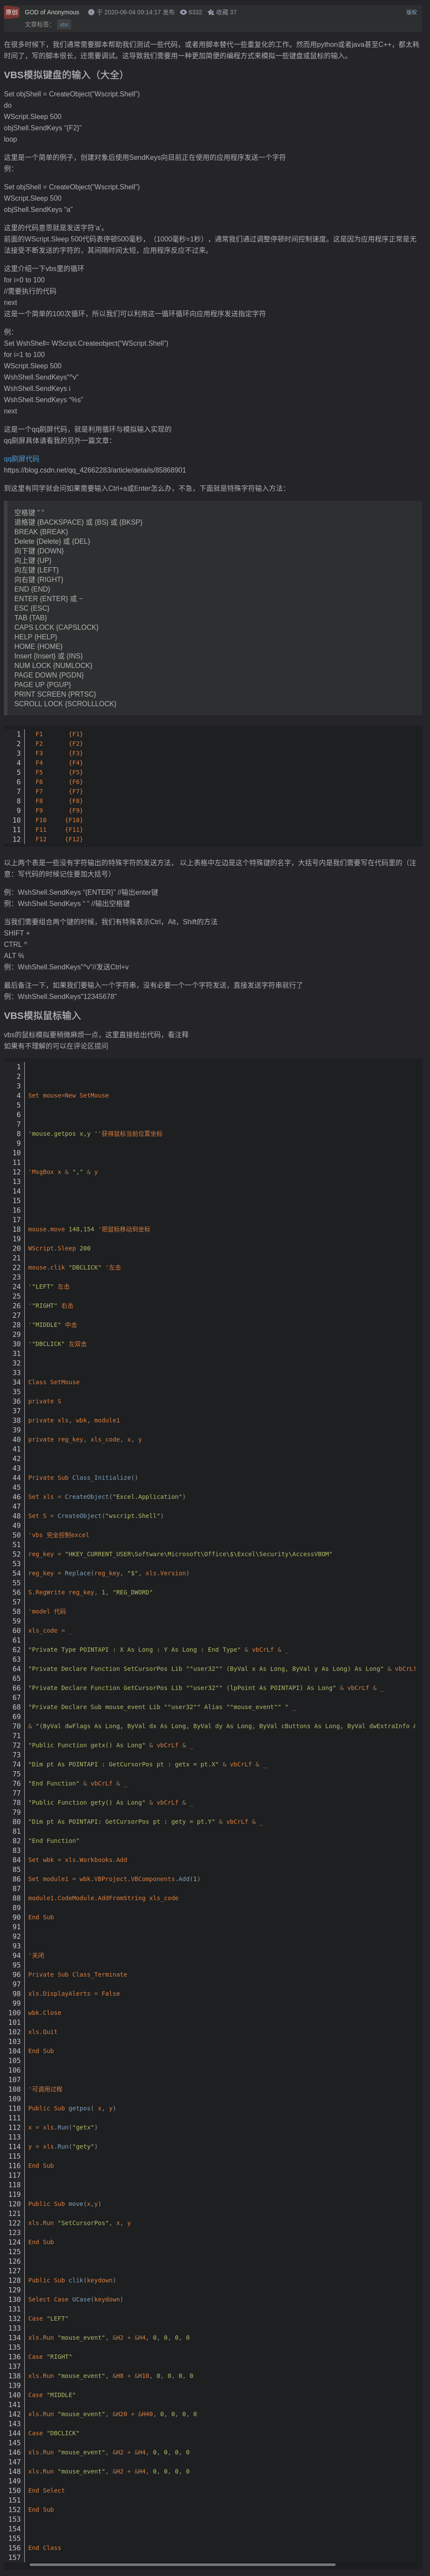 原创
GOD of Anonymous 于 2020-06-04 09:14:17 发布 6332 收藏 37 版权
文章标签： vbs
在很多时候下，我们通常需要脚本帮助我们测试一些代码，或者用脚本替代一些重复化的工作。然而用python或者java甚至C++，都太耗
时间了，写的脚本很长，还需要调试。这导致我们需要用一种更加简便的编程方式来模拟一些键盘或鼠标的输入。
VBS模拟键盘的输入（大全）
Set objShell = CreateObject(“Wscript.Shell”)
do
WScript.Sleep 500
objShell.SendKeys “{F2}”
loop
这里是一个简单的例子，创建对象后使用SendKeys向目前正在使用的应用程序发送一个字符
例：
Set objShell = CreateObject(“Wscript.Shell”)
WScript.Sleep 500
objShell.SendKeys “a”
这里的代码意思就是发送字符‘a’。
前面的WScript.Sleep 500代码表停顿500毫秒，（1000毫秒=1秒），通常我们通过调整停顿时间控制速度。这是因为应用程序正常是无
法接受不断发送的字符的，其间隔时间太短，应用程序反应不过来。
这里介绍一下vbs里的循环
for i=0 to 100
//需要执行的代码
next
这是一个简单的100次循环，所以我们可以利用这一循环循环向应用程序发送指定字符
例：
Set WshShell= WScript.Createobject(“WScript.Shell”)
for i=1 to 100
WScript.Sleep 500
WshShell.SendKeys"^v"
WshShell.SendKeys i
WshShell.SendKeys “%s”
next
这是一个qq刷屏代码，就是利用循环与模拟输入实现的
qq刷屏具体请看我的另外一篇文章：
qq刷屏代码
https://blog.csdn.net/qq_42662283/article/details/85868901
到这里有同学就会问如果需要输入Ctrl+a或Enter怎么办，不急，下面就是特殊字符输入方法：
空格键 “ ”
退格键 {BACKSPACE} 或 {BS} 或 {BKSP}
BREAK {BREAK}
Delete {Delete} 或 {DEL}
向下键 {DOWN}
向上键 {UP}
向左键 {LEFT}
向右键 {RIGHT}
END {END}
ENTER {ENTER} 或 ~
ESC {ESC}
TAB {TAB}
CAPS LOCK {CAPSLOCK}
HELP {HELP}
HOME {HOME}
Insert {Insert} 或 {INS}
NUM LOCK {NUMLOCK}
PAGE DOWN {PGDN}
PAGE UP {PGUP}
PRINT SCREEN {PRTSC}
SCROLL LOCK {SCROLLLOCK}
1 F1 {F1}
2 F2 {F2}
3 F3 {F3}
4 F4 {F4}
5 F5 {F5}
6 F6 {F6}
7 F7 {F7}
8 F8 {F8}
9 F9 {F9}
10 F10 {F10}
11 F11 {F11}
12 F12 {F12}
以上两个表是一些没有字符输出的特殊字符的发送方法， 以上表格中左边是这个特殊键的名字，大括号内是我们需要写在代码里的（注
意：写代码的时候记住要加大括号）
例：WshShell.SendKeys “{ENTER}” //输出enter键
例：WshShell.SendKeys “ ” //输出空格键
当我们需要组合两个键的时候，我们有特殊表示Ctrl，Alt，Shift的方法
SHIFT +
CTRL ^
ALT %
例：WshShell.SendKeys"^v"//发送Ctrl+v
最后备注一下，如果我们要输入一个字符串，没有必要一个一个字符发送，直接发送字符串就行了
例：WshShell.SendKeys“12345678”
VBS模拟鼠标输入
vbs的鼠标模拟要稍微麻烦一点，这里直接给出代码，看注释
如果有不理解的可以在评论区提问
1
2
3
4 Set mouse=New SetMouse
5
6
7
8 'mouse.getpos x,y ''获得鼠标当前位置坐标
9
10
11
12 'MsgBox x & "," & y
13
14
15
16
17
18 mouse.move 148,154 '把鼠标移动到坐标
19
20 WScript.Sleep 200
21
22 mouse.clik "DBCLICK" '左击
23
24 '"LEFT" 左击
25
26 '"RIGHT" 右击
27
28 '"MIDDLE" 中击
29
30 '"DBCLICK" 左双击
31
32
33
34 Class SetMouse
35
36 private S
37
38 private xls, wbk, module1
39
40 private reg_key, xls_code, x, y
41
42
43
44 Private Sub Class_Initialize()
45
46 Set xls = CreateObject("Excel.Application")
47
48 Set S = CreateObject("wscript.Shell")
49
50 'vbs 完全控制excel
51
52 reg_key = "HKEY_CURRENT_USER\Software\Microsoft\Office\$\Excel\Security\AccessVBOM"
53
54 reg_key = Replace(reg_key, "$", xls.Version)
55
56 S.RegWrite reg_key, 1, "REG_DWORD"
57
58 'model 代码
59
60 xls_code = _
61
62 "Private Type POINTAPI : X As Long : Y As Long : End Type" & vbCrLf & _
63
64 "Private Declare Function SetCursorPos Lib ""user32"" (ByVal x As Long, ByVal y As Long) As Long" & vbCrL
65
66 "Private Declare Function GetCursorPos Lib ""user32"" (lpPoint As POINTAPI) As Long" & vbCrLf & _
67
68 "Private Declare Sub mouse_event Lib ""user32"" Alias ""mouse_event"" " _
69
70 & "(ByVal dwFlags As Long, ByVal dx As Long, ByVal dy As Long, ByVal cButtons As Long, ByVal dwExtraInfo A
71
72 "Public Function getx() As Long" & vbCrLf & _
73
74 "Dim pt As POINTAPI : GetCursorPos pt : getx = pt.X" & vbCrLf & _
75
76 "End Function" & vbCrLf & _
77
78 "Public Function gety() As Long" & vbCrLf & _
79
80 "Dim pt As POINTAPI: GetCursorPos pt : gety = pt.Y" & vbCrLf & _
81
82 "End Function"
83
84 Set wbk = xls.Workbooks.Add
85
86 Set module1 = wbk.VBProject.VBComponents.Add(1)
87
88 module1.CodeModule.AddFromString xls_code
89
90 End Sub
91
92
93
94 '关闭
95
96 Private Sub Class_Terminate
97
98 xls.DisplayAlerts = False
99
100 wbk.Close
101
102 xls.Quit
103
104 End Sub
105
106
107
108 '可调用过程
109
110 Public Sub getpos( x, y)
111
112 x = xls.Run("getx")
113
114 y = xls.Run("gety")
115
116 End Sub
117
118
119
120 Public Sub move(x,y)
121
122 xls.Run "SetCursorPos", x, y
123
124 End Sub
125
126
127
128 Public Sub clik(keydown)
129
130 Select Case UCase(keydown)
131
132 Case "LEFT"
133
134 xls.Run "mouse_event", &H2 + &H4, 0, 0, 0, 0
135
136 Case "RIGHT"
137
138 xls.Run "mouse_event", &H8 + &H10, 0, 0, 0, 0
139
140 Case "MIDDLE"
141
142 xls.Run "mouse_event", &H20 + &H40, 0, 0, 0, 0
143
144 Case "DBCLICK"
145
146 xls.Run "mouse_event", &H2 + &H4, 0, 0, 0, 0
147
148 xls.Run "mouse_event", &H2 + &H4, 0, 0, 0, 0
149
150 End Select
151
152 End Sub
153
154
155
156 End Class
157